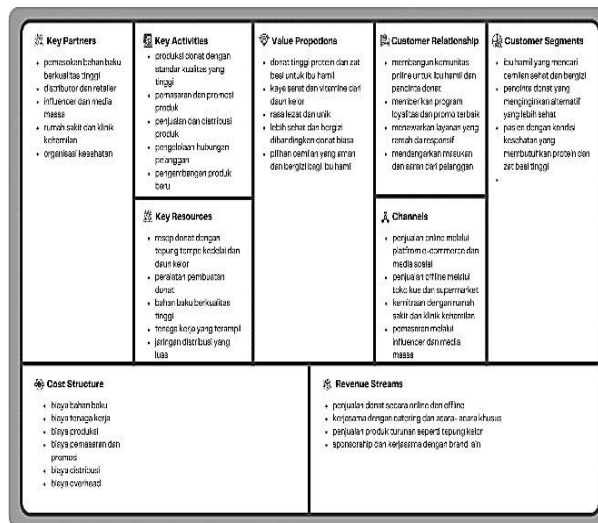 Key Partners
• pemasokan bahan baku
berkualitas tinggi
• distributor dan retailer
• influencer dan media
massa
• rumah sakit dan klinik
kehamilan
• organisasi kesehatan
Key Activities
• produksi donat dengan
standar kualitas yang
tinggi
• pemasaran dan promosi
produk
• penjualan dan distribusi
produk
• pengelolaan hubungan
pelanggan
• pengembangan produk
baru
Key Resources
• resep donat dengan
tepung tempe kedelai dan
daun kelor
• peralatan pembuatan
donat
• bahan baku berkualitas
tinggi
• tenaga kerja yang terampil
• jaringan distribusi yang
luas
Value Propotions
• donat tinggi protein dan zat
besi untuk ibu hamil
• kaya serat dan vitamine dari
daun kelor
• rasa lezat dan unik
• lebih sehat dan bergizi
dibandingkan donat biasa
• pilihan cemilan yang aman
dan bergizi bagi ibu hamil
Customer Relationship
• membangun komunitas
online untuk ibu hamil dan
pencinta donat
• memberikan program
loyalitas dan promo terbaik
• menawarkan layanan yang
ramah da responsif
• mendengarkan masukan
dan saran dari pelanggan
Channels
• penjualan online melalui
platfrom e-commerce dan
media sosial
• penjualan offline melalui
toko kue dan supermarket
• kemitraan dengan rumah
sakit dan klinik kehamilan
• pemasaran melalui
influencer dan media
massa
Customer Segments
• ibu hamil yang mencari
cemilan sehat dan bergizi
• pencinta donat yang
menginginkan alternatif
yang lebih sehat
• pasien dengan kondisi
kesehatan yang
membutuhkan protein dan
zat besi tinggi
•
Cost Structure
• biaya bahan baku
• biaya tenaga kerja
• biaya produksi
• biaya pemasaran dan
promosi
• biaya distribusi
• biaya overhead
Revenue Streams
• penjualan donat secara online dan offline
• kerjasama dengan catering dan acara- acara khusus
• penjualan produk turunan seperti tepung kelor
• sponsorship dan kerjasama dengan brand lain